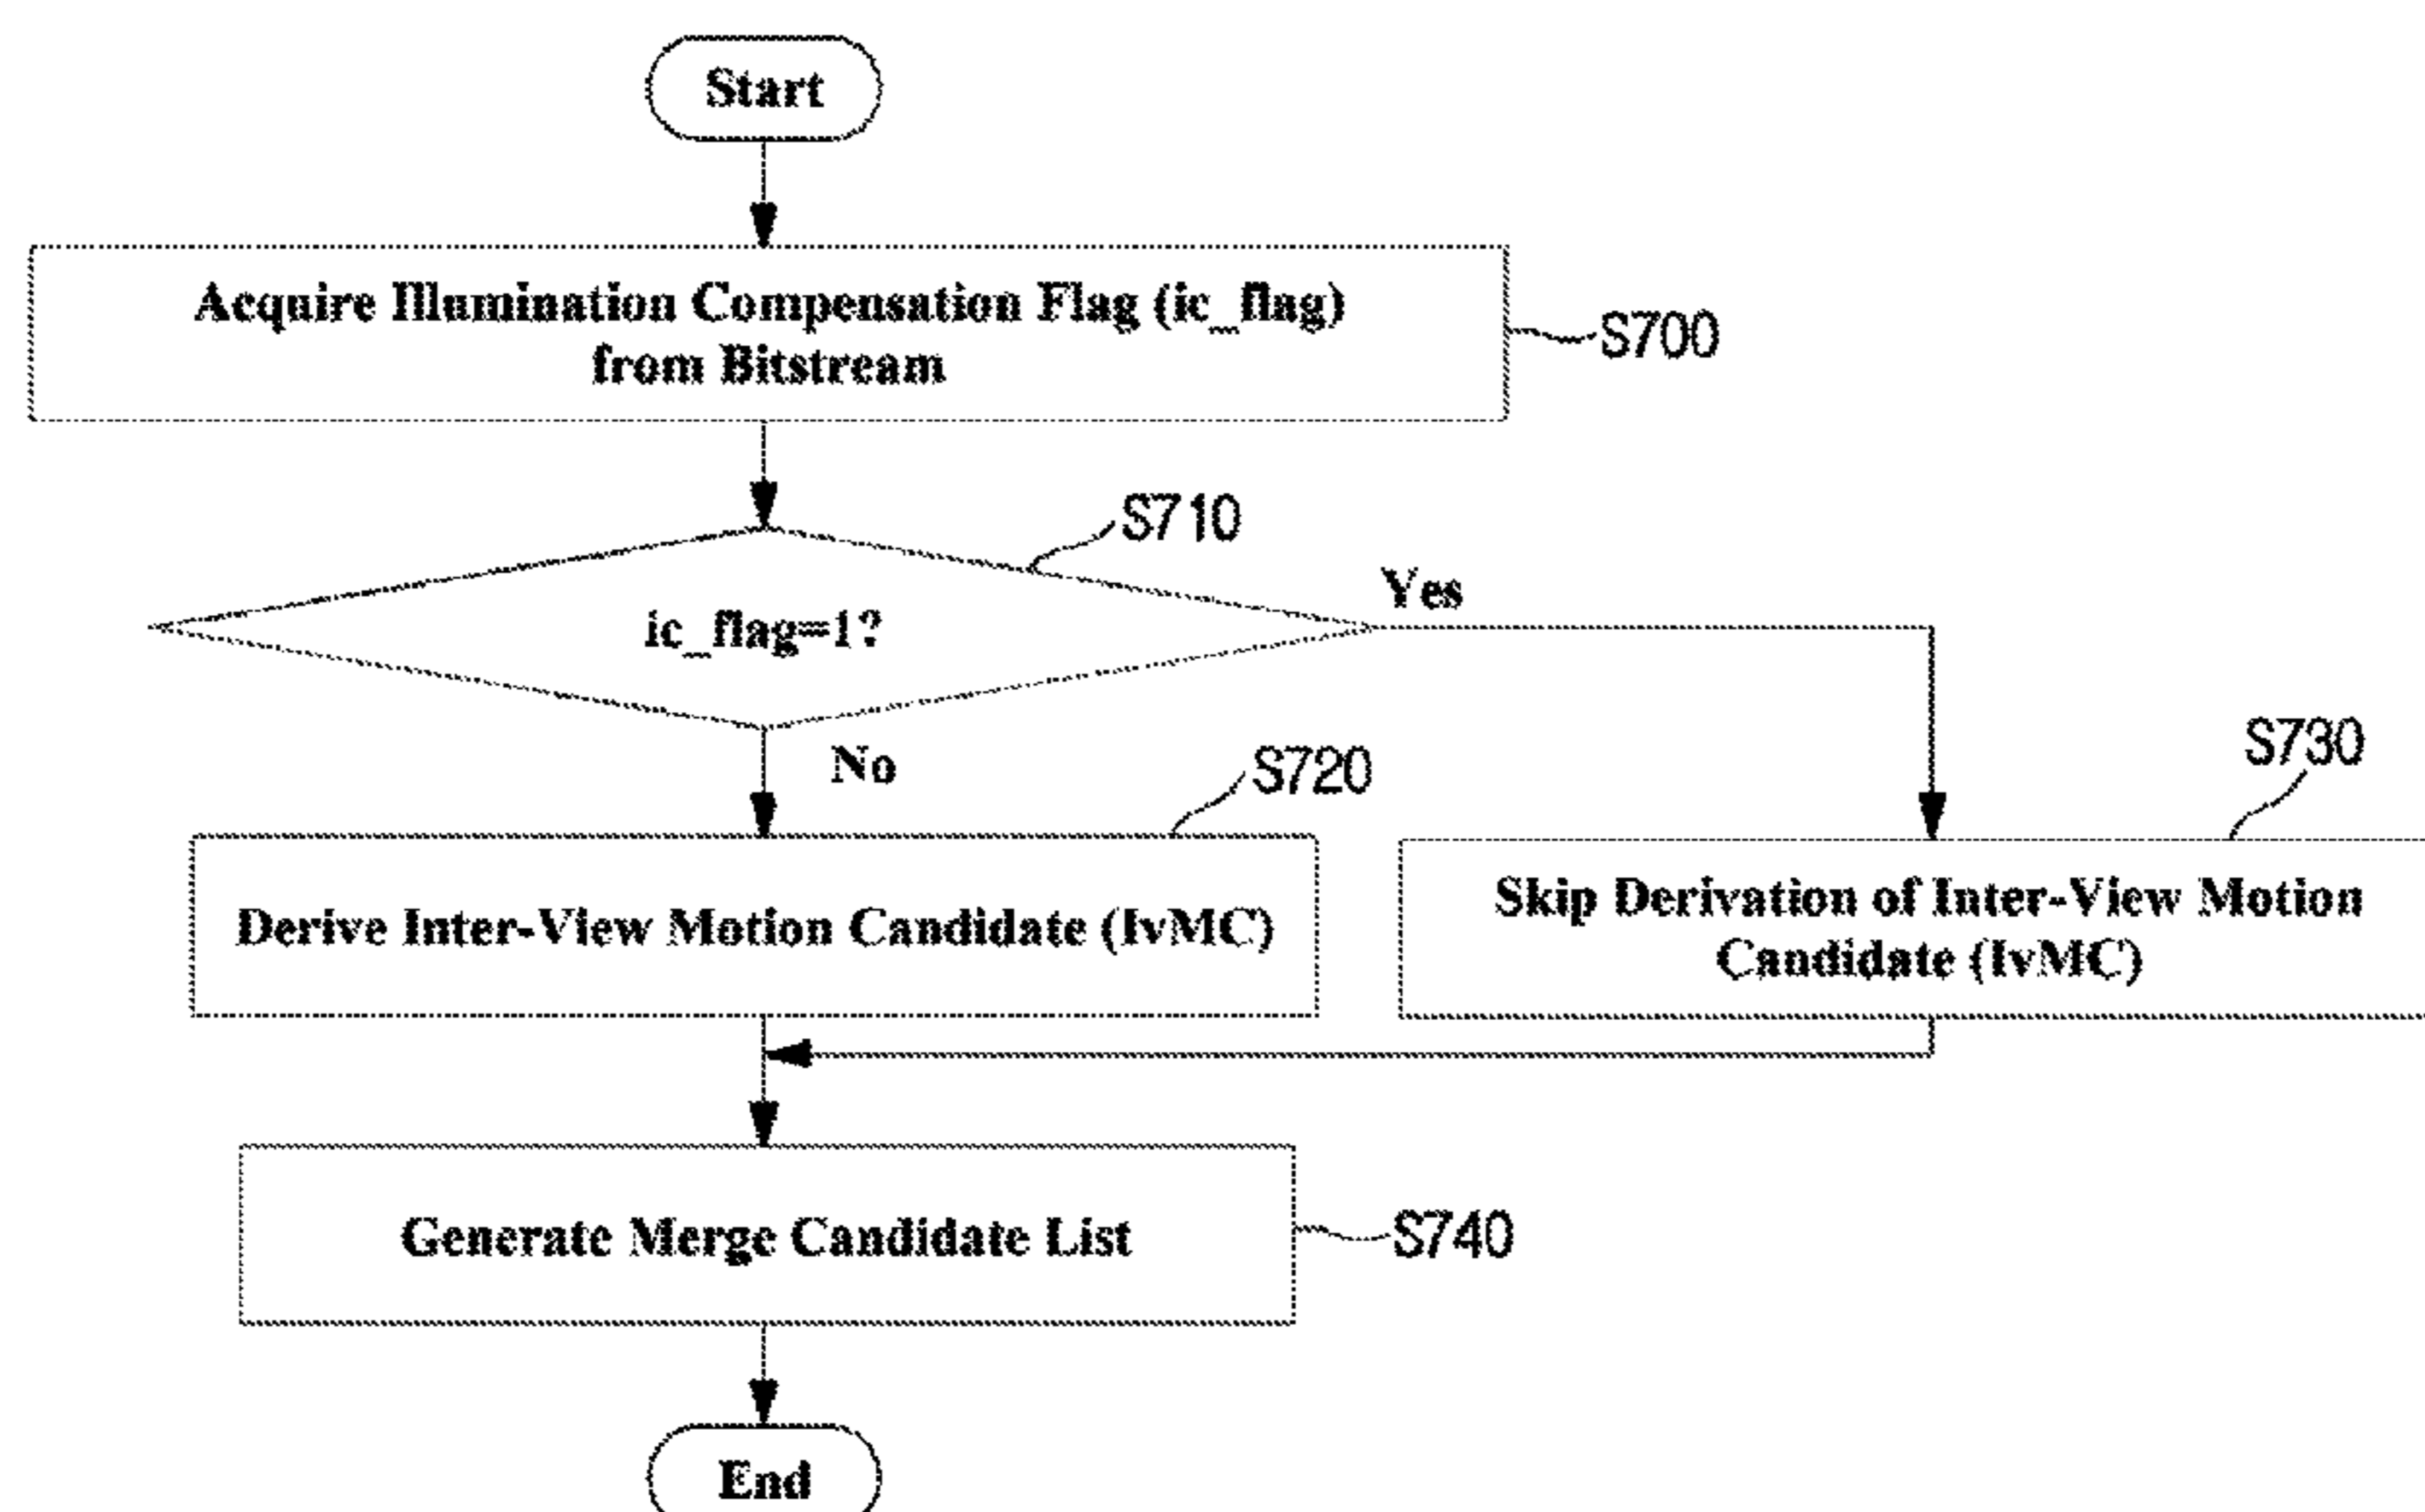 Start
Acquire Illumination Compensation Flag (ic_flag)
from Bitstream
S700
S710
ic_flag=1?
Yes
No
S720
S730
Derive Inter-View Motion Candidate (IvMC)
Skip Derivation of Inter-View Motion
Candidate (IvMC)
Generate Merge Candidate List
S740
End